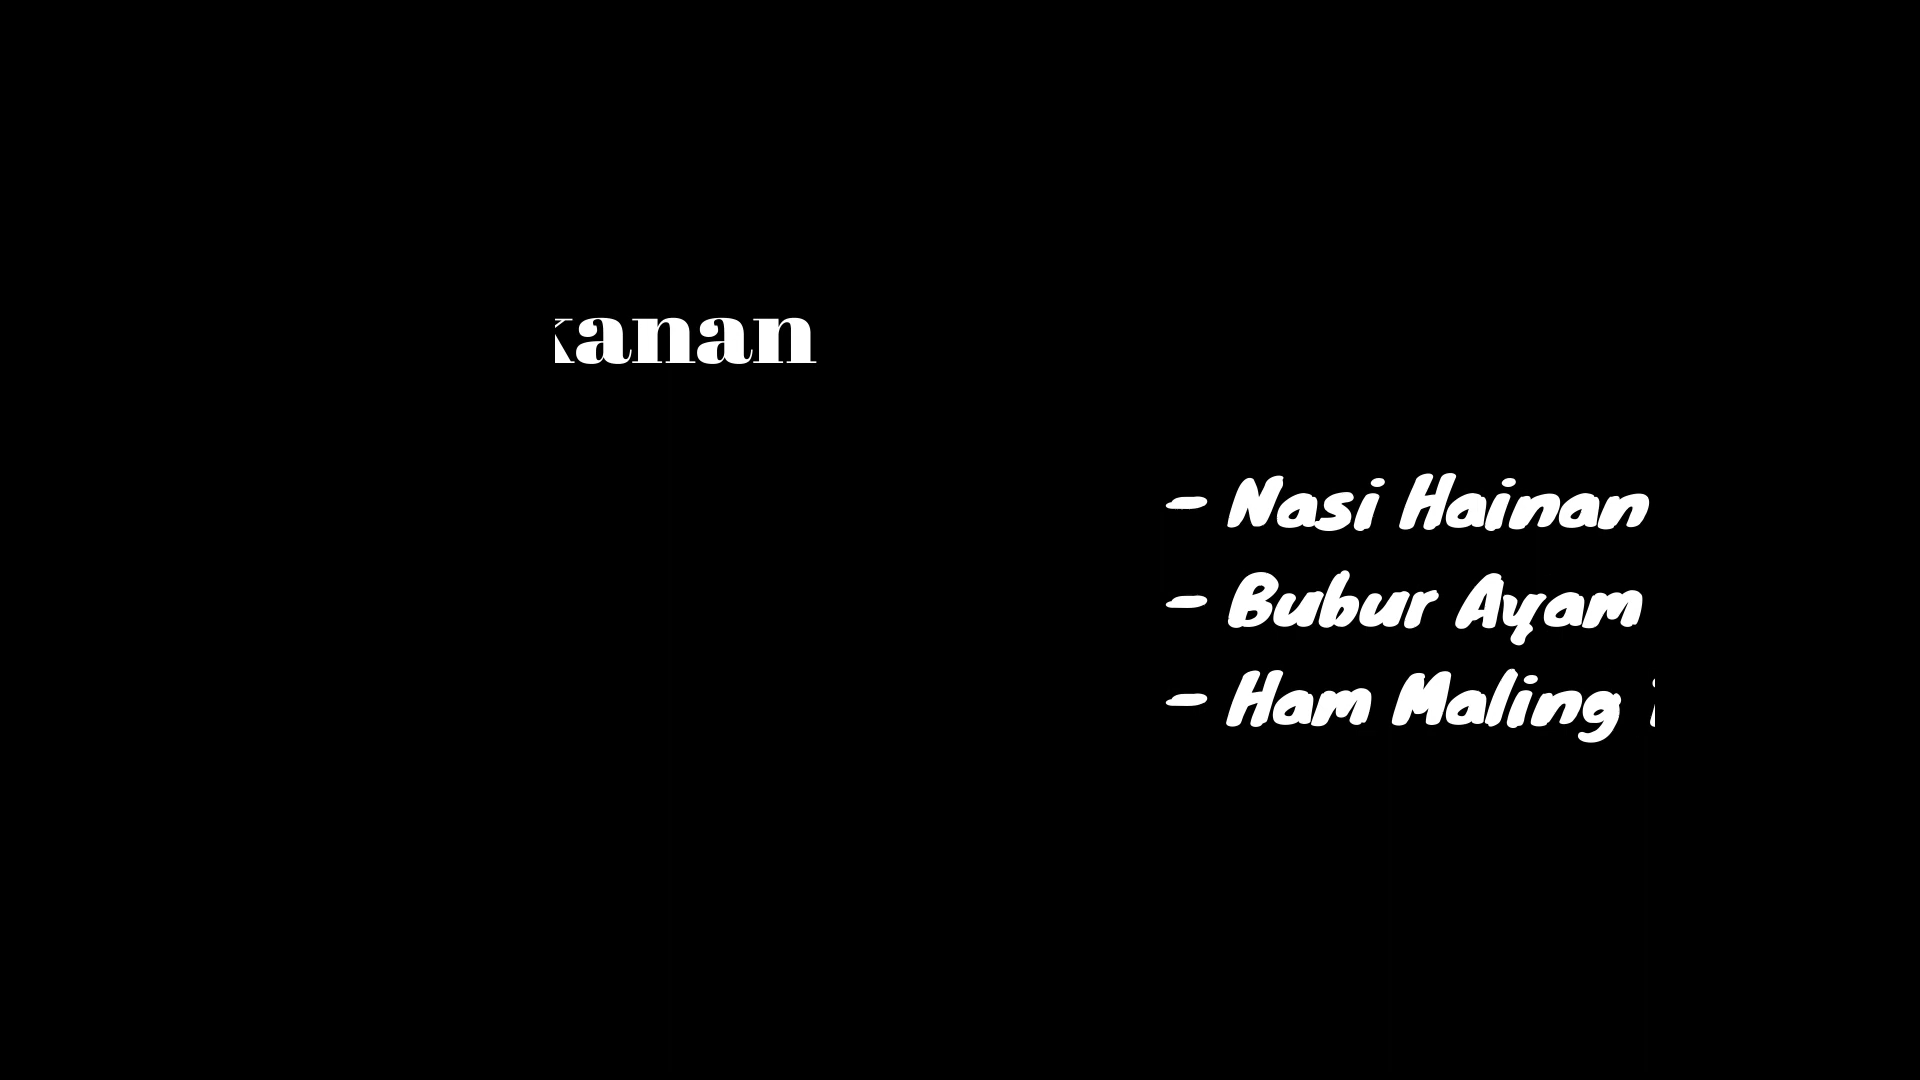 kanan
- Nasi Hainan
- Bubur Ayam
- Ham Maling